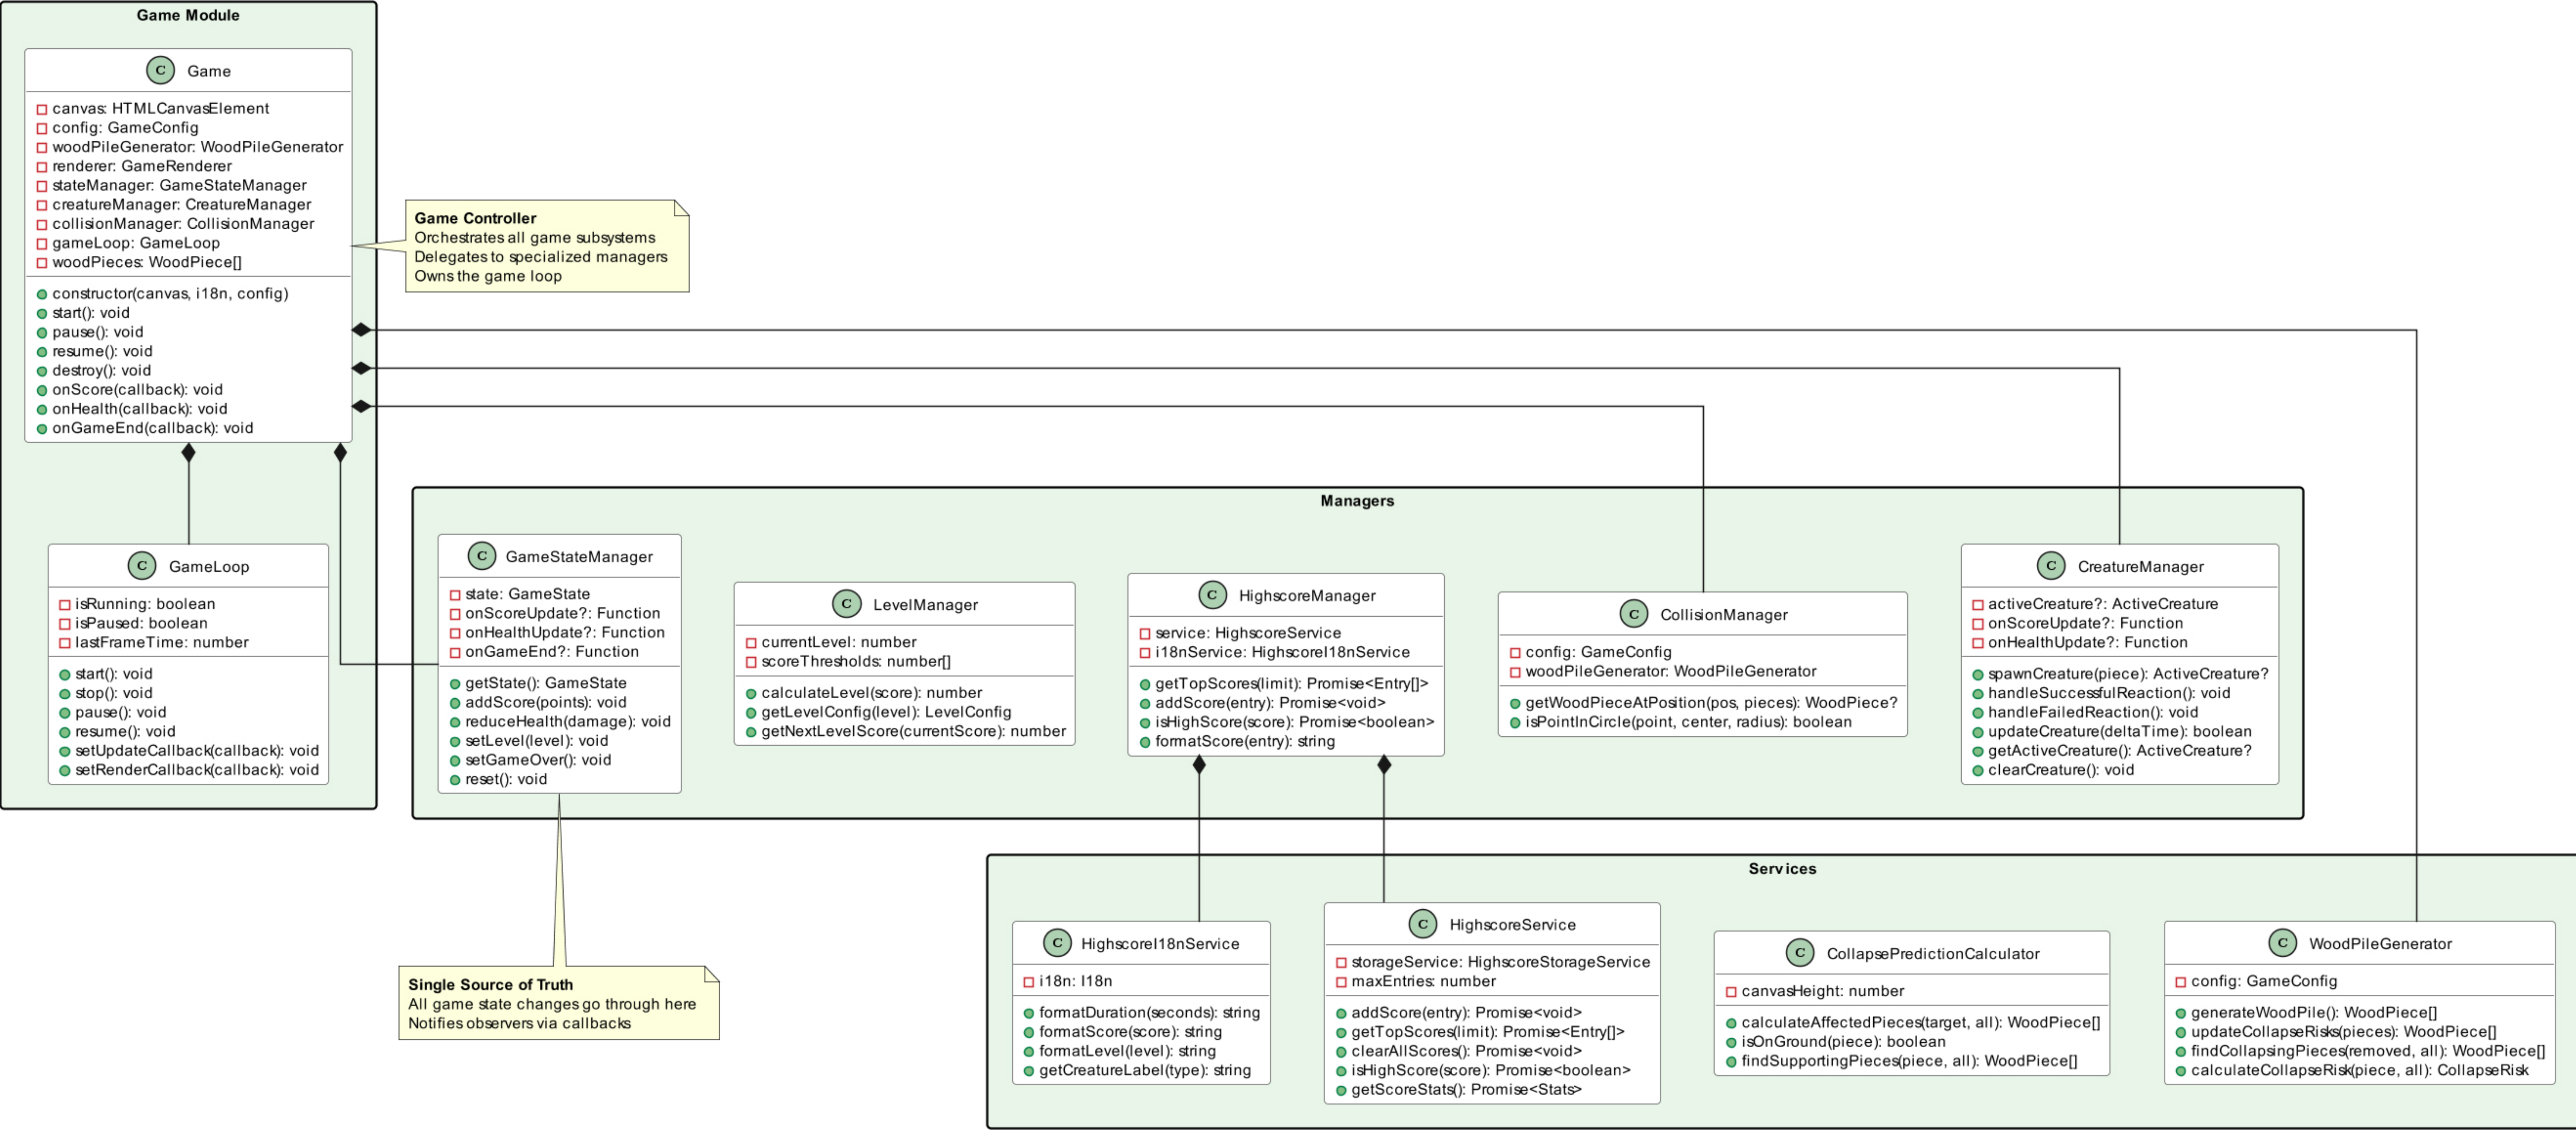 Game Module
C Game
canvas: HTMLCanvasElement
config: GameConfig
woodPileGenerator: WoodPileGenerator
renderer: GameRenderer
stateManager: GameStateManager
creatureManager: CreatureManager
collisionManager: CollisionManager
gameLoop: GameLoop
woodPieces: WoodPiece[]
constructor(canvas, i18n, config)
start(): void
pause(): void
resume(): void
destroy(): void
onScore(callback): void
onHealth(callback): void
onGameEnd(callback): void
Game Controller
Orchestrates all game subsystems
Delegates to specialized managers
Owns the game loop
C GameLoop
isRunning: boolean
isPaused: boolean
lastFrameTime: number
start(): void
stop(): void
pause(): void
resume(): void
setUpdateCallback(callback): void
setRenderCallback(callback): void
Managers
C GameStateManager
state: GameState
onScoreUpdate?: Function
onHealthUpdate?: Function
onGameEnd?: Function
getState(): GameState
addScore(points): void
reduceHealth(damage): void
setLevel(level): void
setGameOver(): void
reset(): void
C LevelManager
currentLevel: number
scoreThresholds: number[]
calculateLevel(score): number
getLevelConfig(level): LevelConfig
getNextLevelScore(currentScore): number
C HighscoreManager
service: HighscoreService
i18nService: HighscoreI18nService
getTopScores(limit): Promise<Entry[]>
addScore(entry): Promise<void>
isHighScore(score): Promise<boolean>
formatScore(entry): string
C CollisionManager
config: GameConfig
woodPileGenerator: WoodPileGenerator
getWoodPieceAtPosition(pos, pieces): WoodPiece?
isPointInCircle(point, center, radius): boolean
C CreatureManager
activeCreature?: ActiveCreature
onScoreUpdate?: Function
onHealthUpdate?: Function
spawnCreature(piece): ActiveCreature?
handleSuccessfulReaction(): void
handleFailedReaction(): void
updateCreature(deltaTime): boolean
getActiveCreature(): ActiveCreature?
clearCreature(): void
Single Source of Truth
All game state changes go through here
Notifies observers via callbacks
Services
C HighscoreI18nService
i18n: I18n
formatDuration(seconds): string
formatScore(score): string
formatLevel(level): string
getCreatureLabel(type): string
C HighscoreService
storageService: HighscoreStorageService
maxEntries: number
addScore(entry): Promise<void>
getTopScores(limit): Promise<Entry[]>
clearAllScores(): Promise<void>
isHighScore(score): Promise<boolean>
getScoreStats(): Promise<Stats>
C CollapsePredictionCalculator
canvasHeight: number
calculateAffectedPieces(target, all): WoodPiece[]
isOnGround(piece): boolean
findSupportingPieces(piece, all): WoodPiece[]
C WoodPileGenerator
config: GameConfig
generateWoodPile(): WoodPiece[]
updateCollapseRisks(pieces): WoodPiece[]
findCollapsingPieces(removed, all): WoodPiece[]
calculateCollapseRisk(piece, all): CollapseRisk